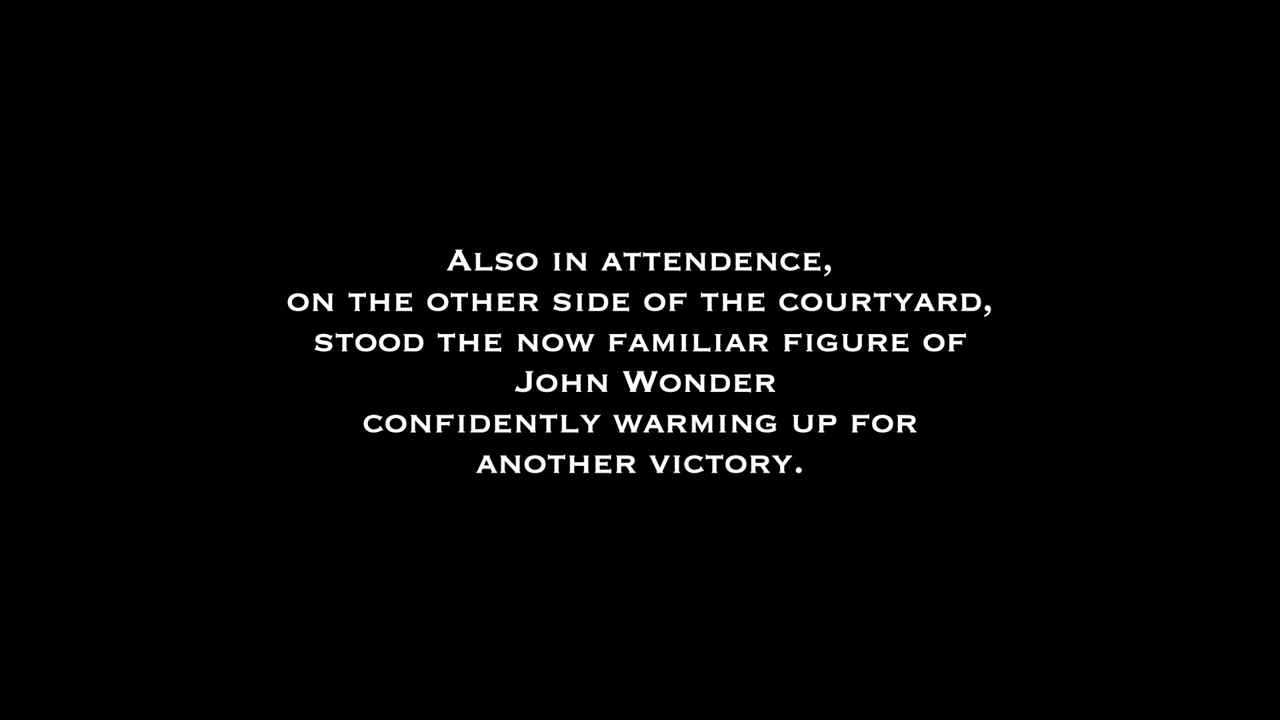 Also in attendence,
on the other side of the courtyard,
stood the now familiar figure of
John Wonder
confidently warming up for
another victory.